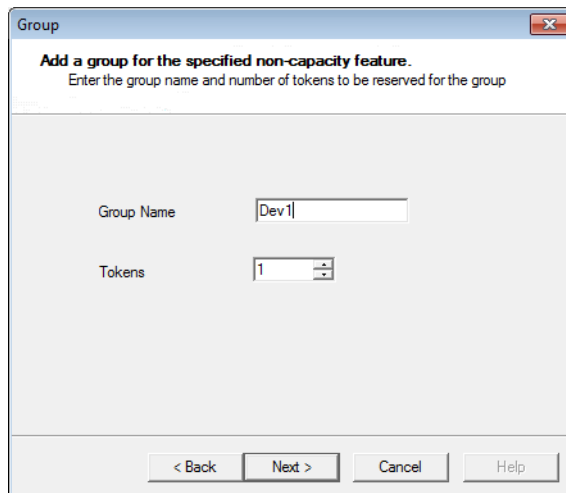 Group
Add a group for the specified non-capacity feature.
Enter the group name and number of tokens to be reserved for the group
Group Name
Dev1
Tokens
1
< Back
Next >
Cancel
Help